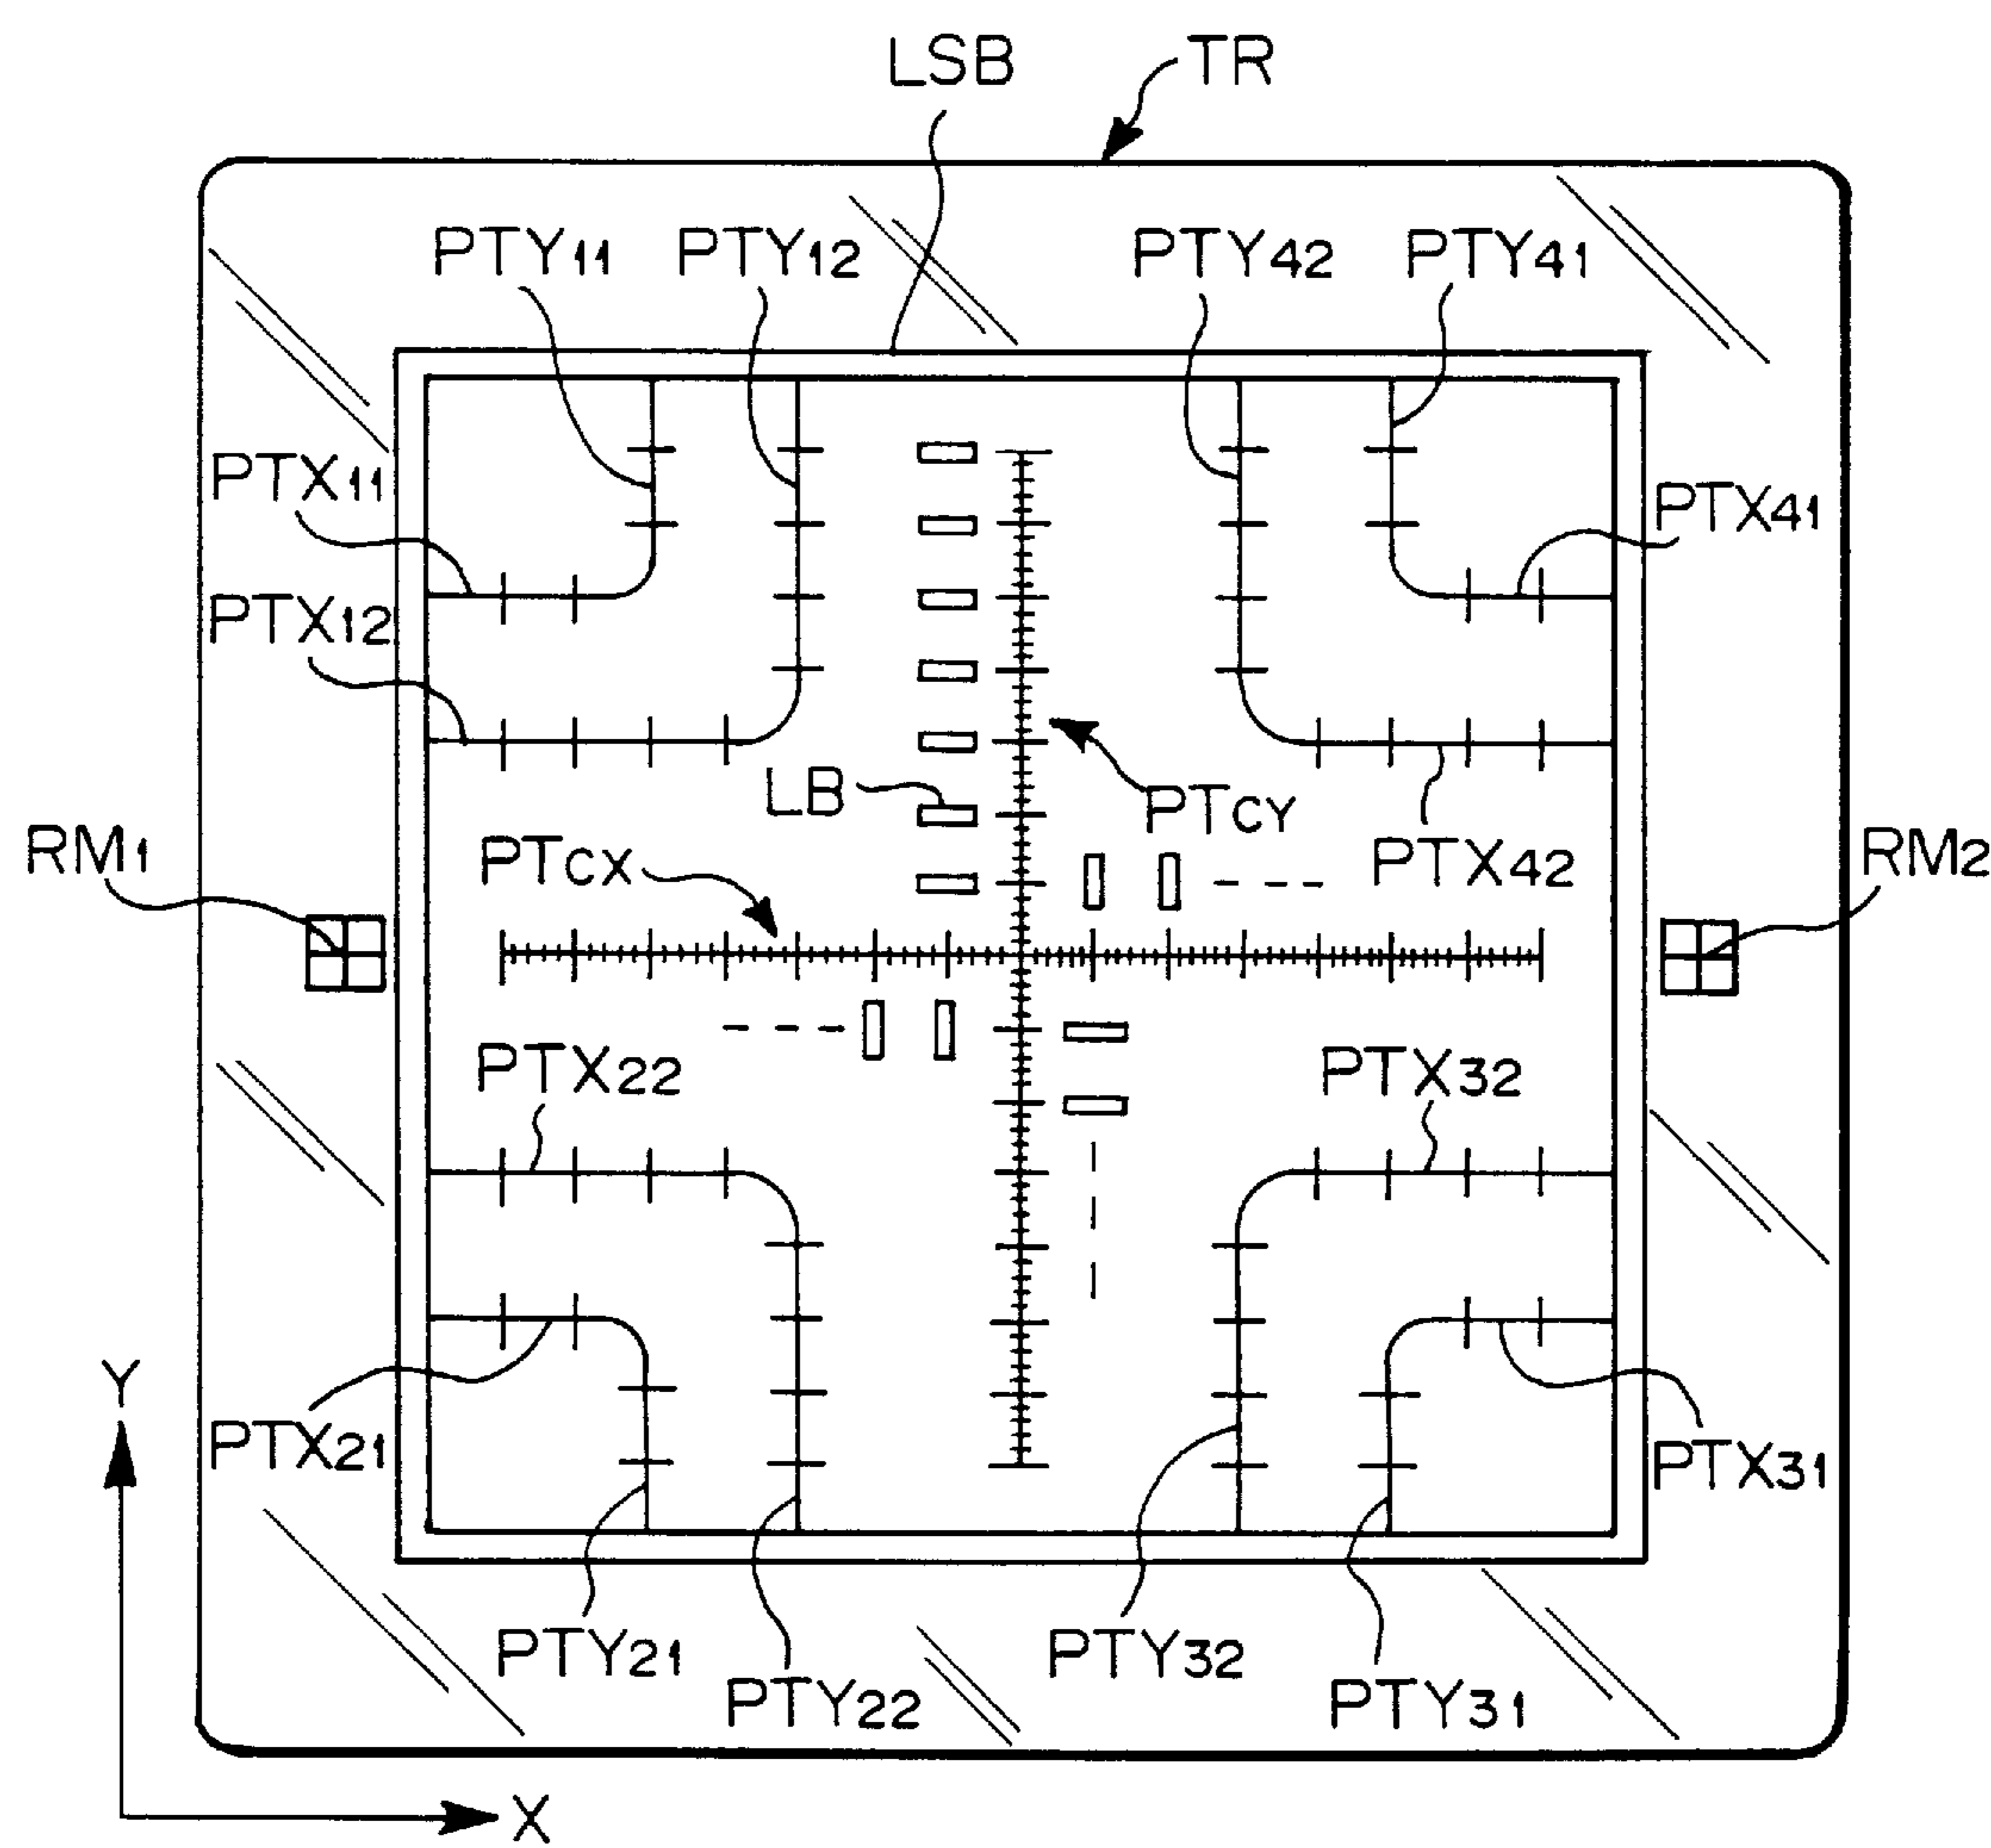 LSB TR
PTY11 PTY12 PTY42 PTY41
PTX11 PTX41
PTX12
LB PTCY
RM1 PTCX PTX42 RM2
PTX22 PTX32
Y
PTX21 PTX31
PTY21 PTY32
PTY22 PTY31
X